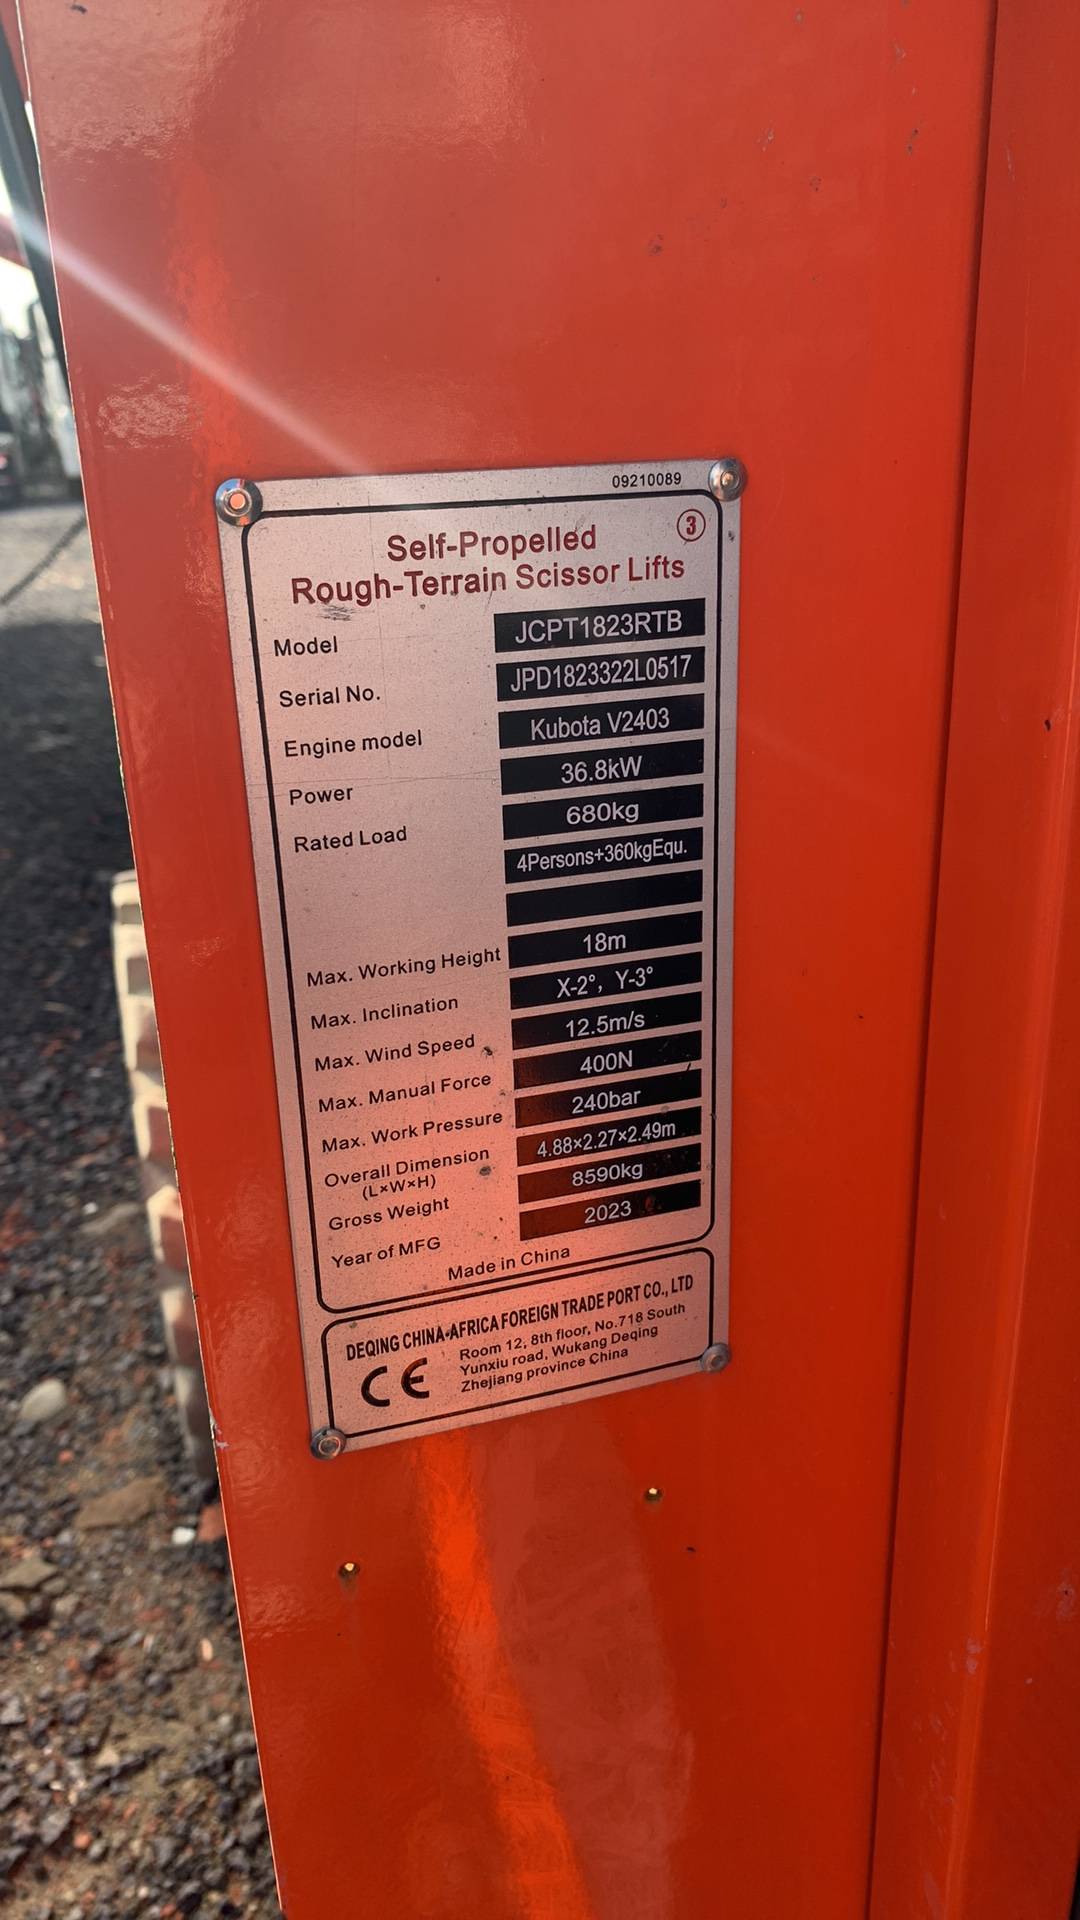 09210089
3
Self-Propelled
Rough-Terrain Scissor Lifts
Model JCPT1823RTB
Serial No. JPD1823322L0517
Engine model Kubota V2403
Power 36.8kW
Rated Load 680kg
4Persons+360kgEqu.
Max. Working Height 18m
Max. Inclination X-2°, Y-3°
Max. Wind Speed 12.5m/s
Max. Manual Force 400N
Max. Work Pressure 240bar
Overall Dimension 4.88×2.27×2.49m
(L×W×H)
Gross Weight 8590kg
Year of MFG 2023
Made in China
DEQING CHINA-AFRICA FOREIGN TRADE PORT CO., LTD
CE
Room 12, 8th floor, No.718 South
Yunxiu road, Wukang Deqing
Zhejiang province China